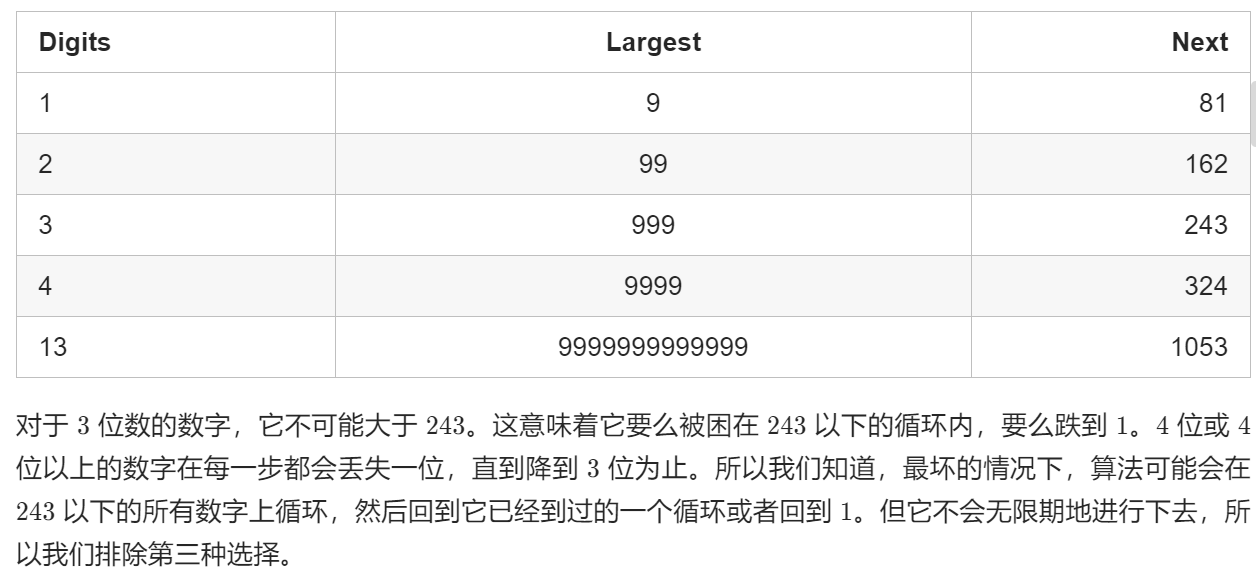 Digits Largest Next
1 9 81
2 99 162
3 999 243
4 9999 324
13 9999999999999 1053
对于 3 位数的数字，它不可能大于 243。这意味着它要么被困在 243 以下的循环内，要么跌到 1。4 位或 4
位以上的数字在每一步都会丢失一位，直到降到 3 位为止。所以我们知道，最坏的情况下，算法可能会在
243 以下的所有数字上循环，然后回到它已经到过的一个循环或者回到 1。但它不会无限期地进行下去，所
以我们排除第三种选择。